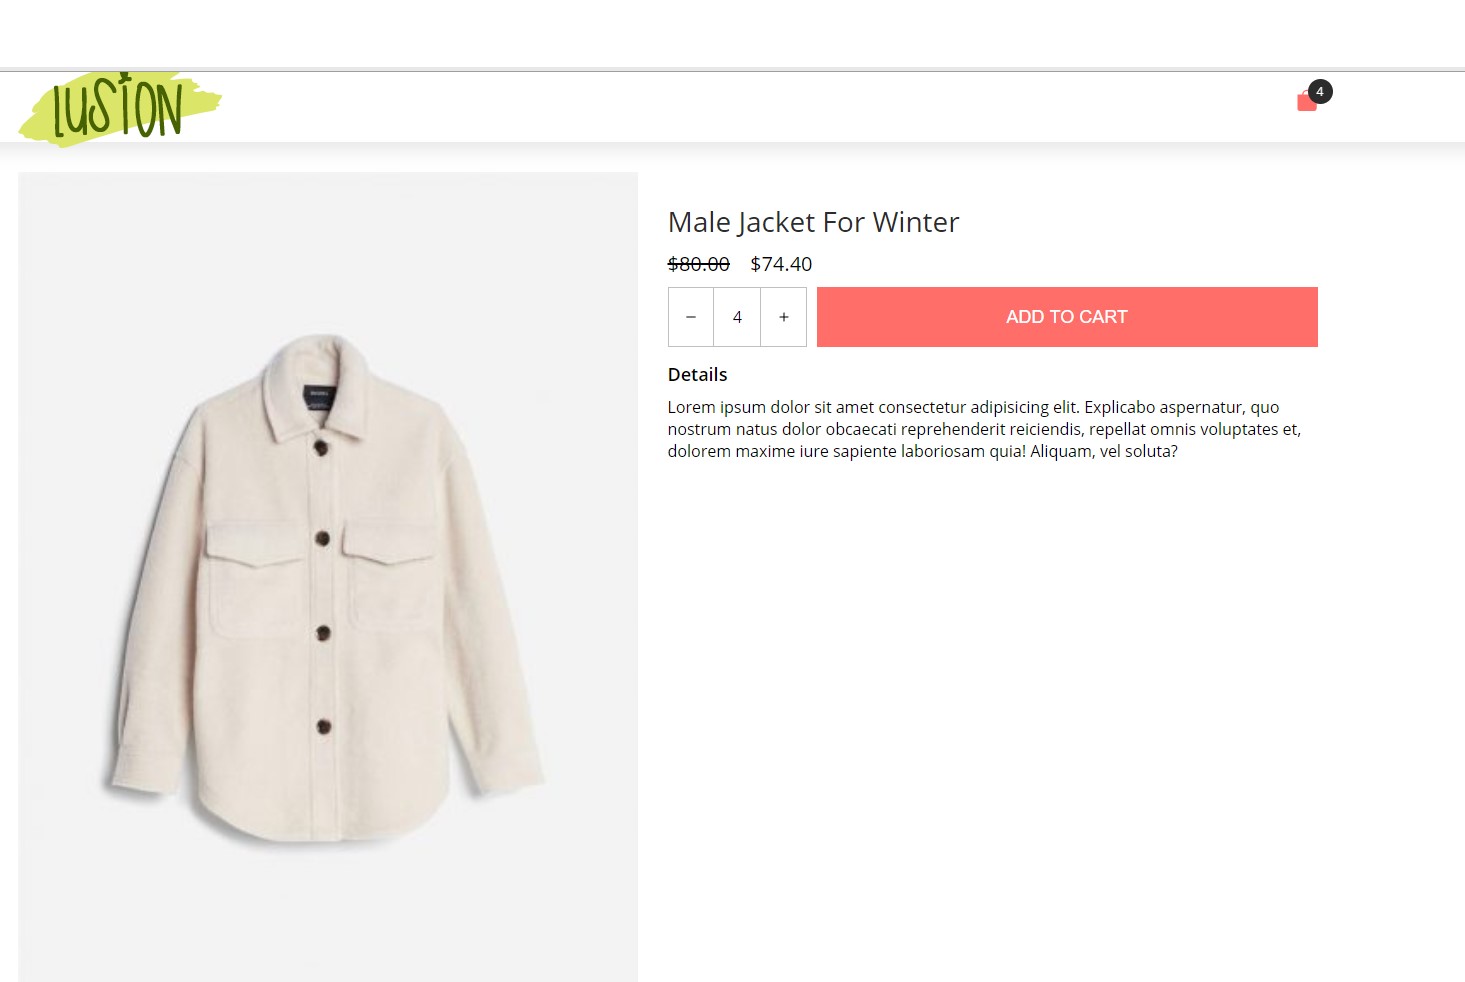 LUSION
4
Male Jacket For Winter
$80.00 $74.40
− 4 + ADD TO CART
Details
Lorem ipsum dolor sit amet consectetur adipisicing elit. Explicabo aspernatur, quo
nostrum natus dolor obcaecati reprehenderit reiciendis, repellat omnis voluptates et,
dolorem maxime iure sapiente laboriosam quia! Aliquam, vel soluta?